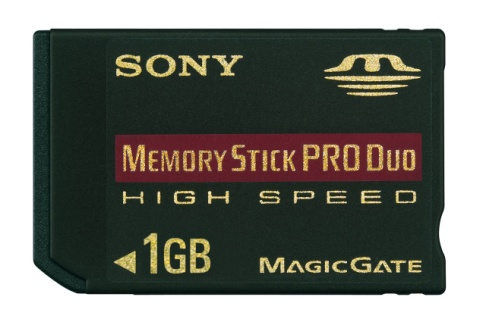 SONY
MEMORY STICK PRO DUO
HIGH SPEED
1GB
MAGICGATE